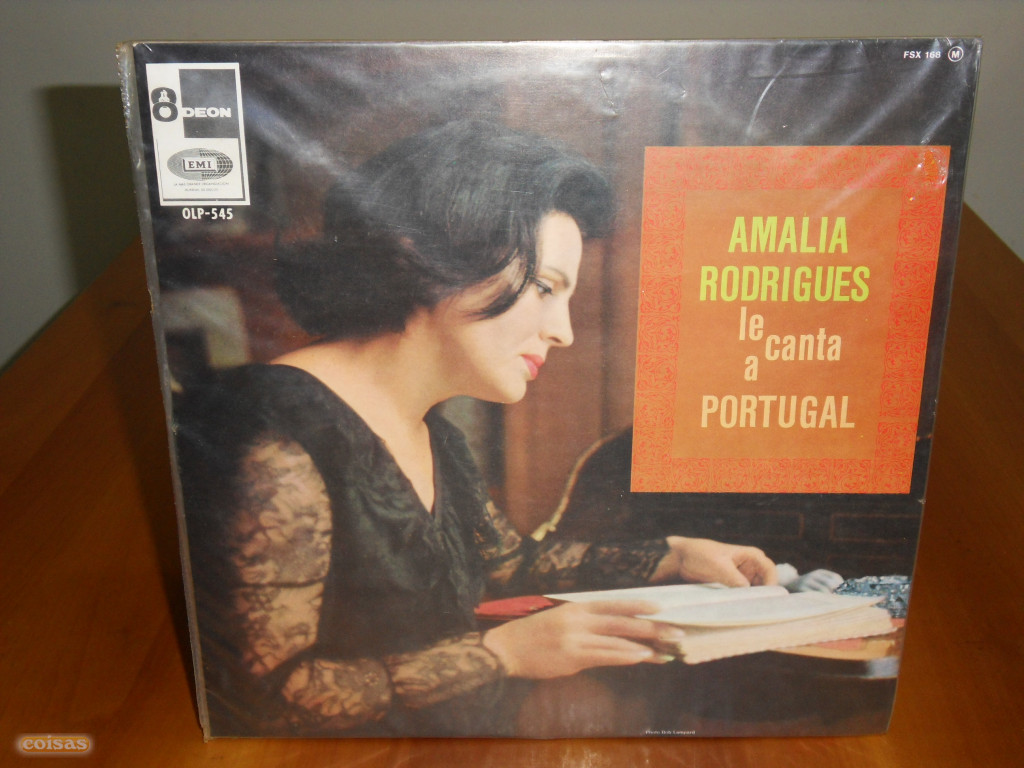 FSX 168 M
ODEON
EMI
OLP-545
AMALIA
RODRIGUES
le
canta
a
PORTUGAL
coisas